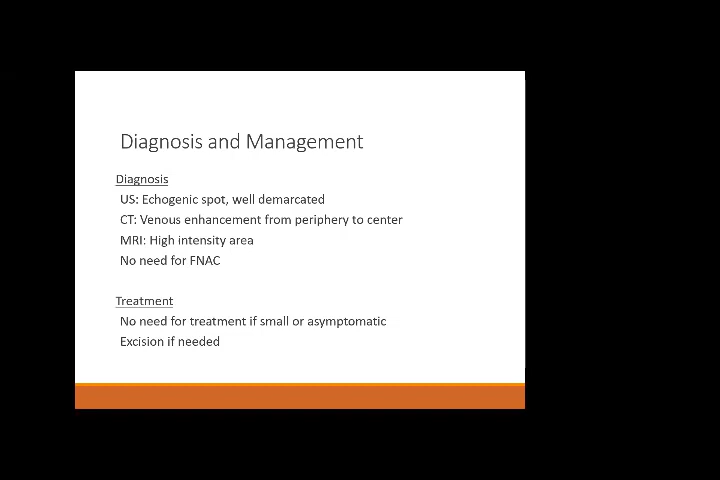 Diagnosis and Management
Diagnosis
US: Echogenic spot, well demarcated
CT: Venous enhancement from periphery to center
MRI: High intensity area
No need for FNAC
Treatment
No need for treatment if small or asymptomatic
Excision if needed